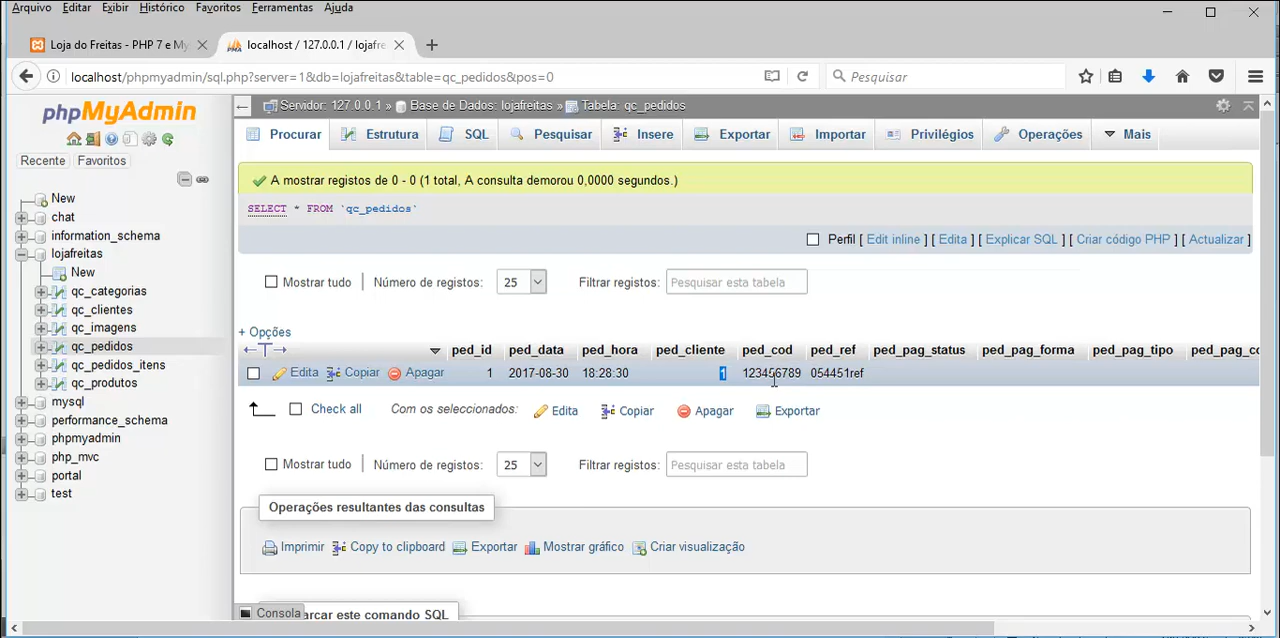 Arquivo Editar Exibir Histórico Favoritos Ferramentas Ajuda
Loja do Freitas - PHP 7 e My
localhost / 127.0.0.1 / lojafre
localhost/phpmyadmin/sql.php?server=1&db=lojafreitas&table=qc_pedidos&pos=0
Pesquisar
phpMyAdmin
Recente Favoritos
New
chat
information_schema
lojafreitas
New
qc_categorias
qc_clientes
qc_imagens
qc_pedidos
qc_pedidos_itens
qc_produtos
mysql
performance_schema
phpmyadmin
php_mvc
portal
test
Servidor: 127.0.0.1 » Base de Dados: lojafreitas » Tabela: qc_pedidos
Procurar Estrutura SQL Pesquisar Insere Exportar Importar Privilégios Operações Mais
A mostrar registos de 0 - 0 (1 total, A consulta demorou 0,0000 segundos.)
SELECT * FROM `qc_pedidos`
Perfil [ Edit inline ] [ Edita ] [ Explicar SQL ] [ Criar código PHP ] [ Actualizar ]
Mostrar tudo Número de registos: 25 Filtrar registos: Pesquisar esta tabela
+ Opções
ped_id ped_data ped_hora ped_cliente ped_cod ped_ref ped_pag_status ped_pag_forma ped_pag_tipo ped_pag_co
Edita Copiar Apagar 1 2017-08-30 18:28:30 1 123456789 054451ref
Check all Com os seleccionados: Edita Copiar Apagar Exportar
Mostrar tudo Número de registos: 25 Filtrar registos: Pesquisar esta tabela
Operações resultantes das consultas
Imprimir Copy to clipboard Exportar Mostrar gráfico Criar visualização
Consola
arcar este comando SQL